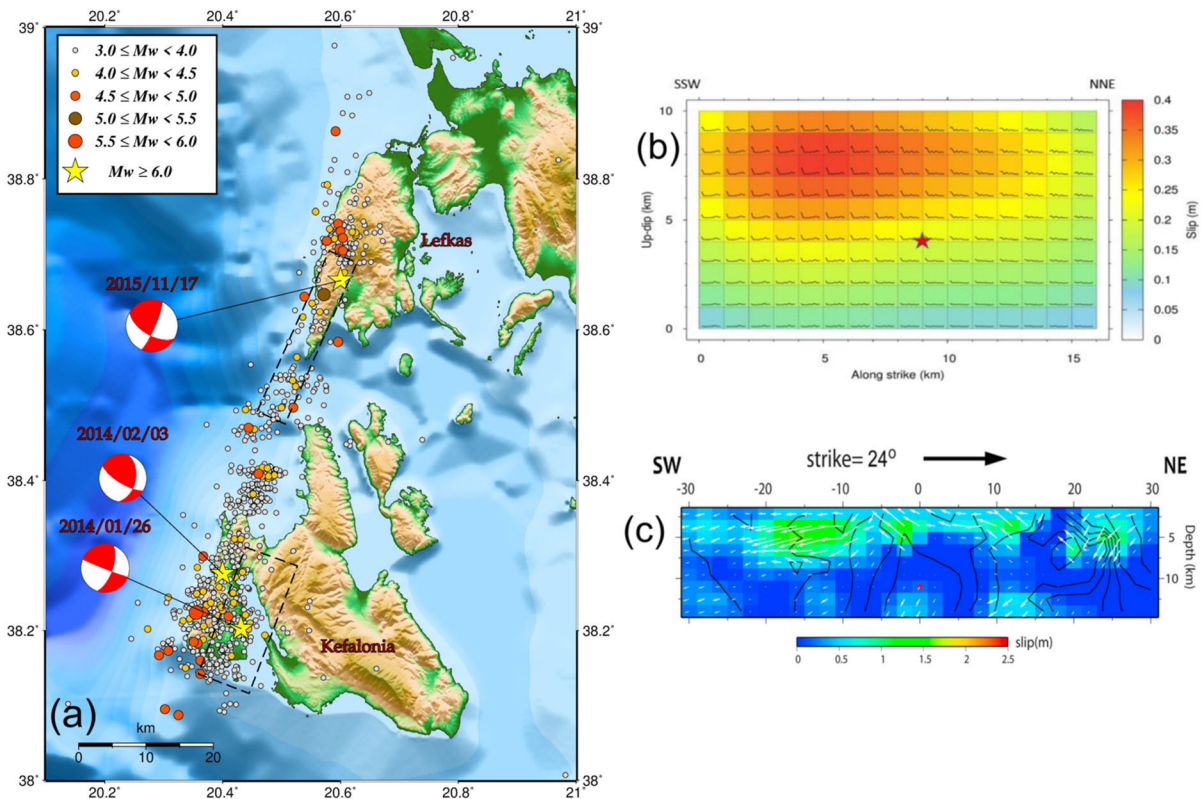 20.2˚ 20.4˚ 20.6˚ 20.8˚ 21˚
39˚ 39˚
3.0 ≤ Mw < 4.0
4.0 ≤ Mw < 4.5
4.5 ≤ Mw < 5.0
5.0 ≤ Mw < 5.5
5.5 ≤ Mw < 6.0
Mw ≥ 6.0
38.8˚ 38.8˚
Lefkas
2015/11/17
38.6˚ 38.6˚
2014/02/03
38.4˚ 38.4˚
2014/01/26
38.2˚ 38.2˚
Kefalonia
(a)
km
0 10 20
38˚ 38˚
20.2˚ 20.4˚ 20.6˚ 20.8˚ 21˚
SSW NNE
(b)
10
5
0
Up-dip (km)
0 5 10 15
Along strike (km)
0.4
0.35
0.3
0.25
0.2
0.15
0.1
0.05
0
Slip (m)
SW strike= 24º NE
-30 -20 -10 0 10 20 30
(c)
5
10
Depth (km)
slip(m)
0 0.5 1 1.5 2 2.5